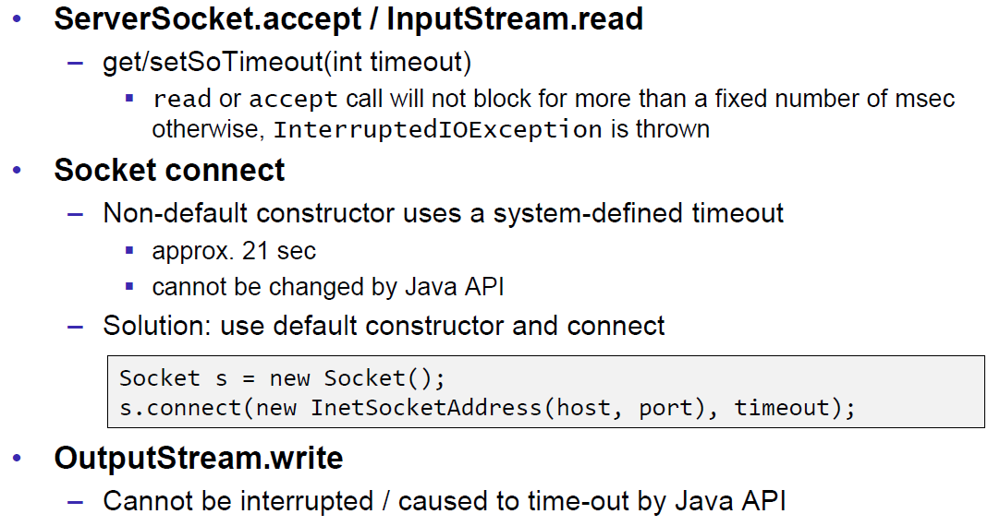 • ServerSocket.accept / InputStream.read
– get/setSoTimeout(int timeout)
▪ read or accept call will not block for more than a fixed number of msec
otherwise, InterruptedIOException is thrown
• Socket connect
– Non-default constructor uses a system-defined timeout
▪ approx. 21 sec
▪ cannot be changed by Java API
– Solution: use default constructor and connect
Socket s = new Socket();
s.connect(new InetSocketAddress(host, port), timeout);
• OutputStream.write
– Cannot be interrupted / caused to time-out by Java API